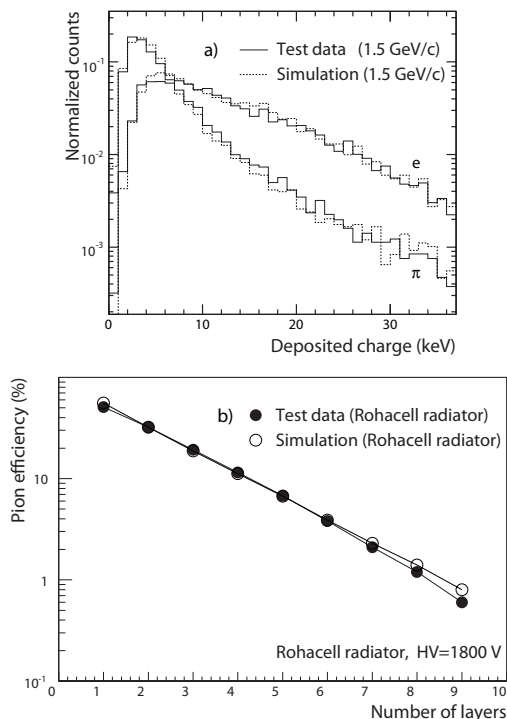 a)
Test data (1.5 GeV/c)
Simulation (1.5 GeV/c)
Normalized counts
10⁻¹
10⁻²
10⁻³
e
π
0 10 20 30
Deposited charge (keV)
b)
Test data (Rohacell radiator)
Simulation (Rohacell radiator)
Pion efficiency (%)
10
1
10⁻¹
Rohacell radiator, HV=1800 V
0 1 2 3 4 5 6 7 8 9 10
Number of layers